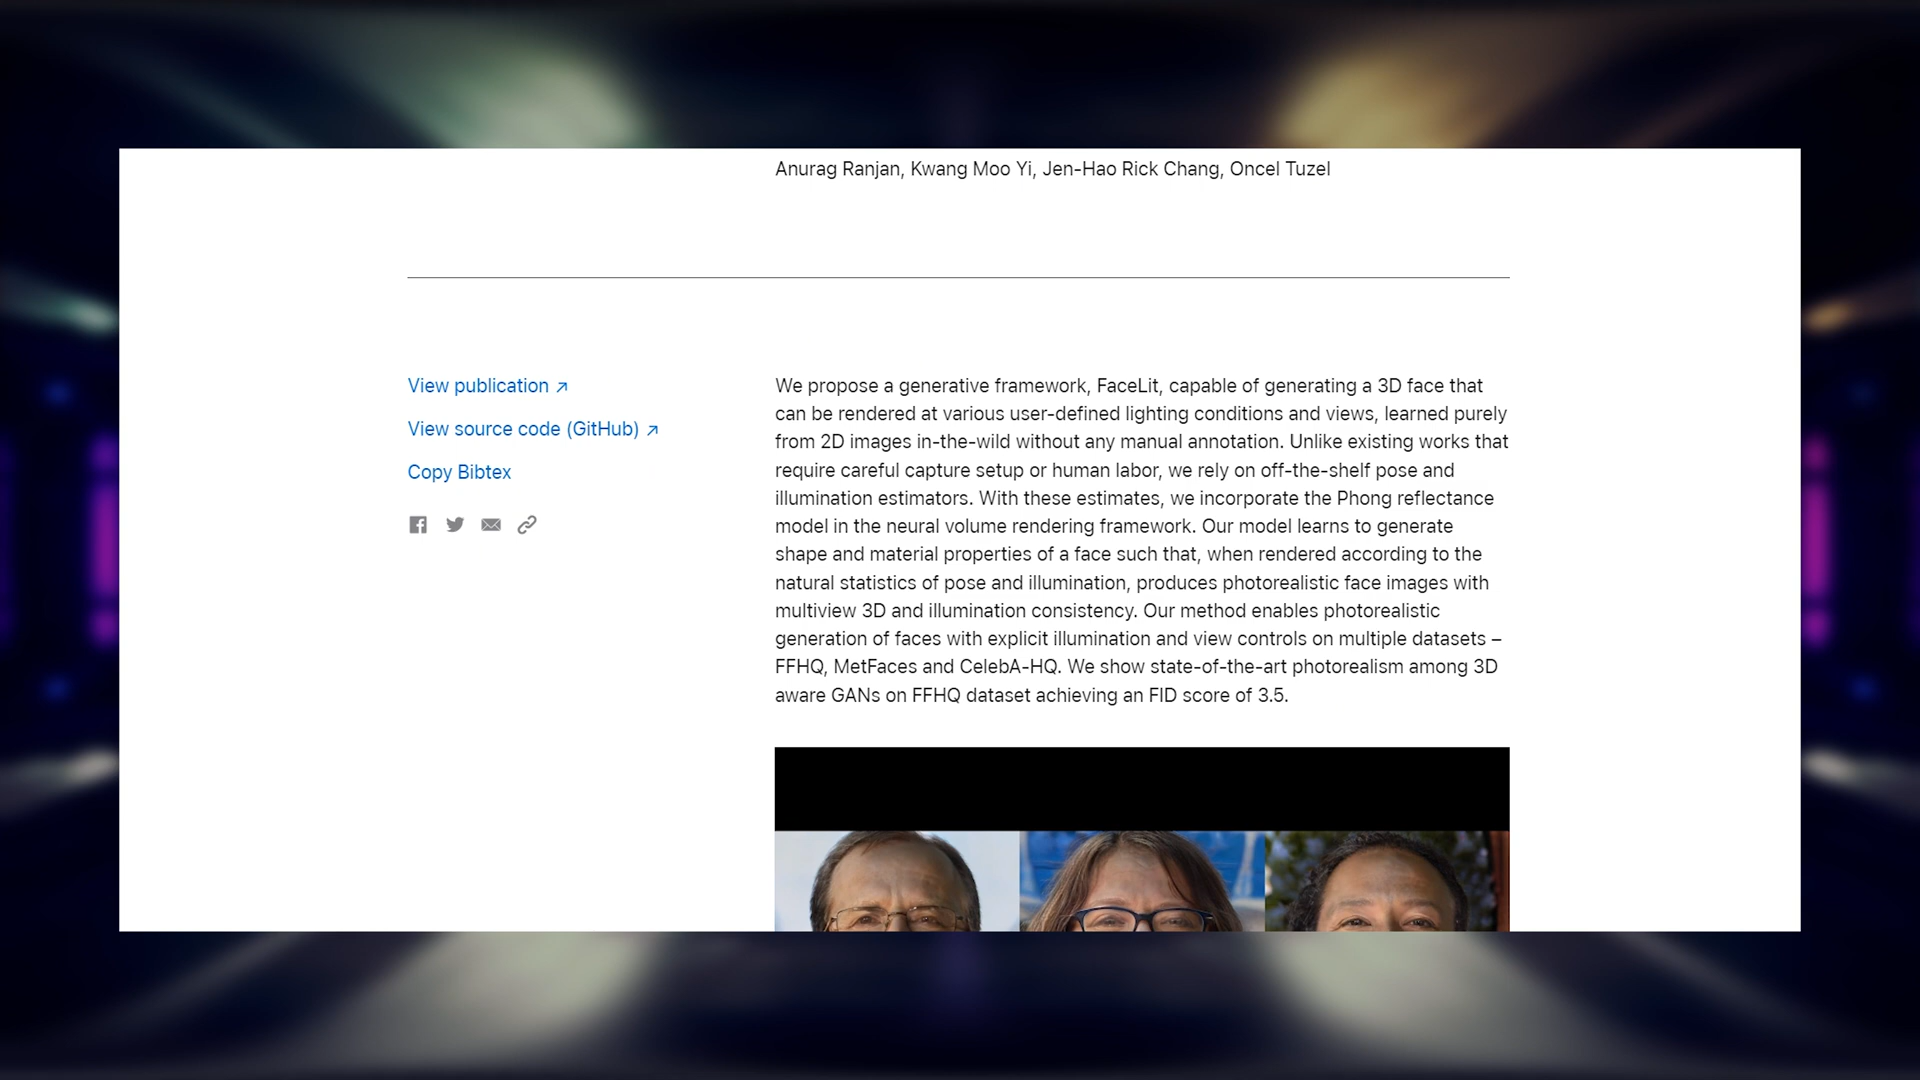 Anurag Ranjan, Kwang Moo Yi, Jen-Hao Rick Chang, Oncel Tuzel
View publication ↗
View source code (GitHub) ↗
Copy Bibtex
We propose a generative framework, FaceLit, capable of generating a 3D face that
can be rendered at various user-defined lighting conditions and views, learned purely
from 2D images in-the-wild without any manual annotation. Unlike existing works that
require careful capture setup or human labor, we rely on off-the-shelf pose and
illumination estimators. With these estimates, we incorporate the Phong reflectance
model in the neural volume rendering framework. Our model learns to generate
shape and material properties of a face such that, when rendered according to the
natural statistics of pose and illumination, produces photorealistic face images with
multiview 3D and illumination consistency. Our method enables photorealistic
generation of faces with explicit illumination and view controls on multiple datasets –
FFHQ, MetFaces and CelebA-HQ. We show state-of-the-art photorealism among 3D
aware GANs on FFHQ dataset achieving an FID score of 3.5.